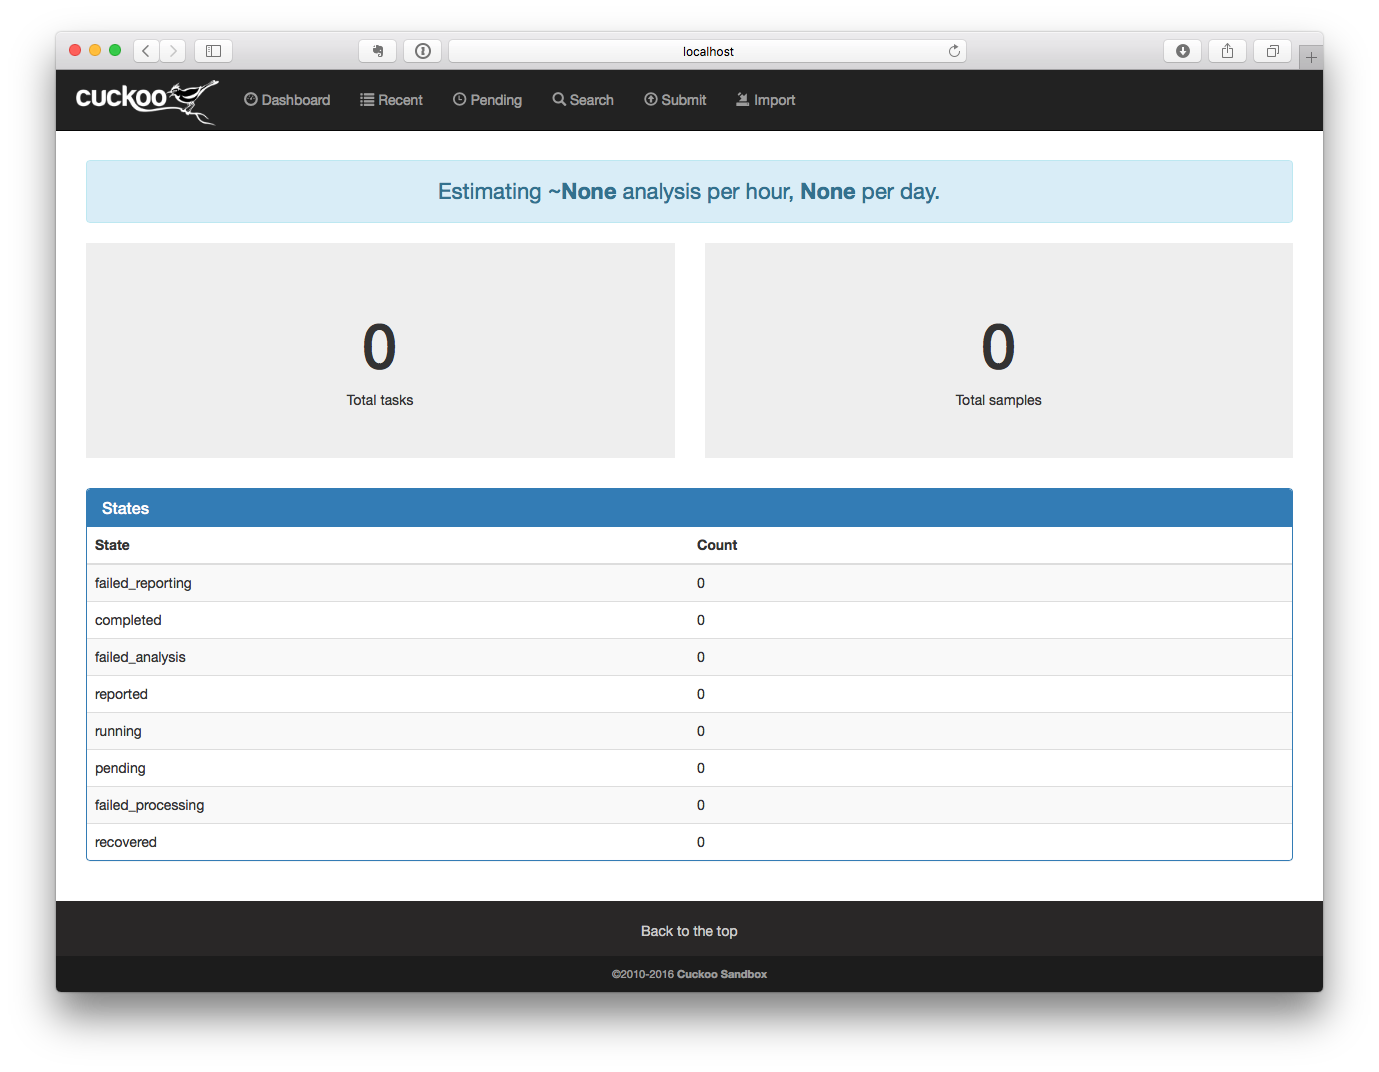 localhost
cuckoo Dashboard Recent Pending Search Submit Import
Estimating ~None analysis per hour, None per day.
0 0
Total tasks Total samples
States
State Count
failed_reporting 0
completed 0
failed_analysis 0
reported 0
running 0
pending 0
failed_processing 0
recovered 0
Back to the top
©2010-2016 Cuckoo Sandbox